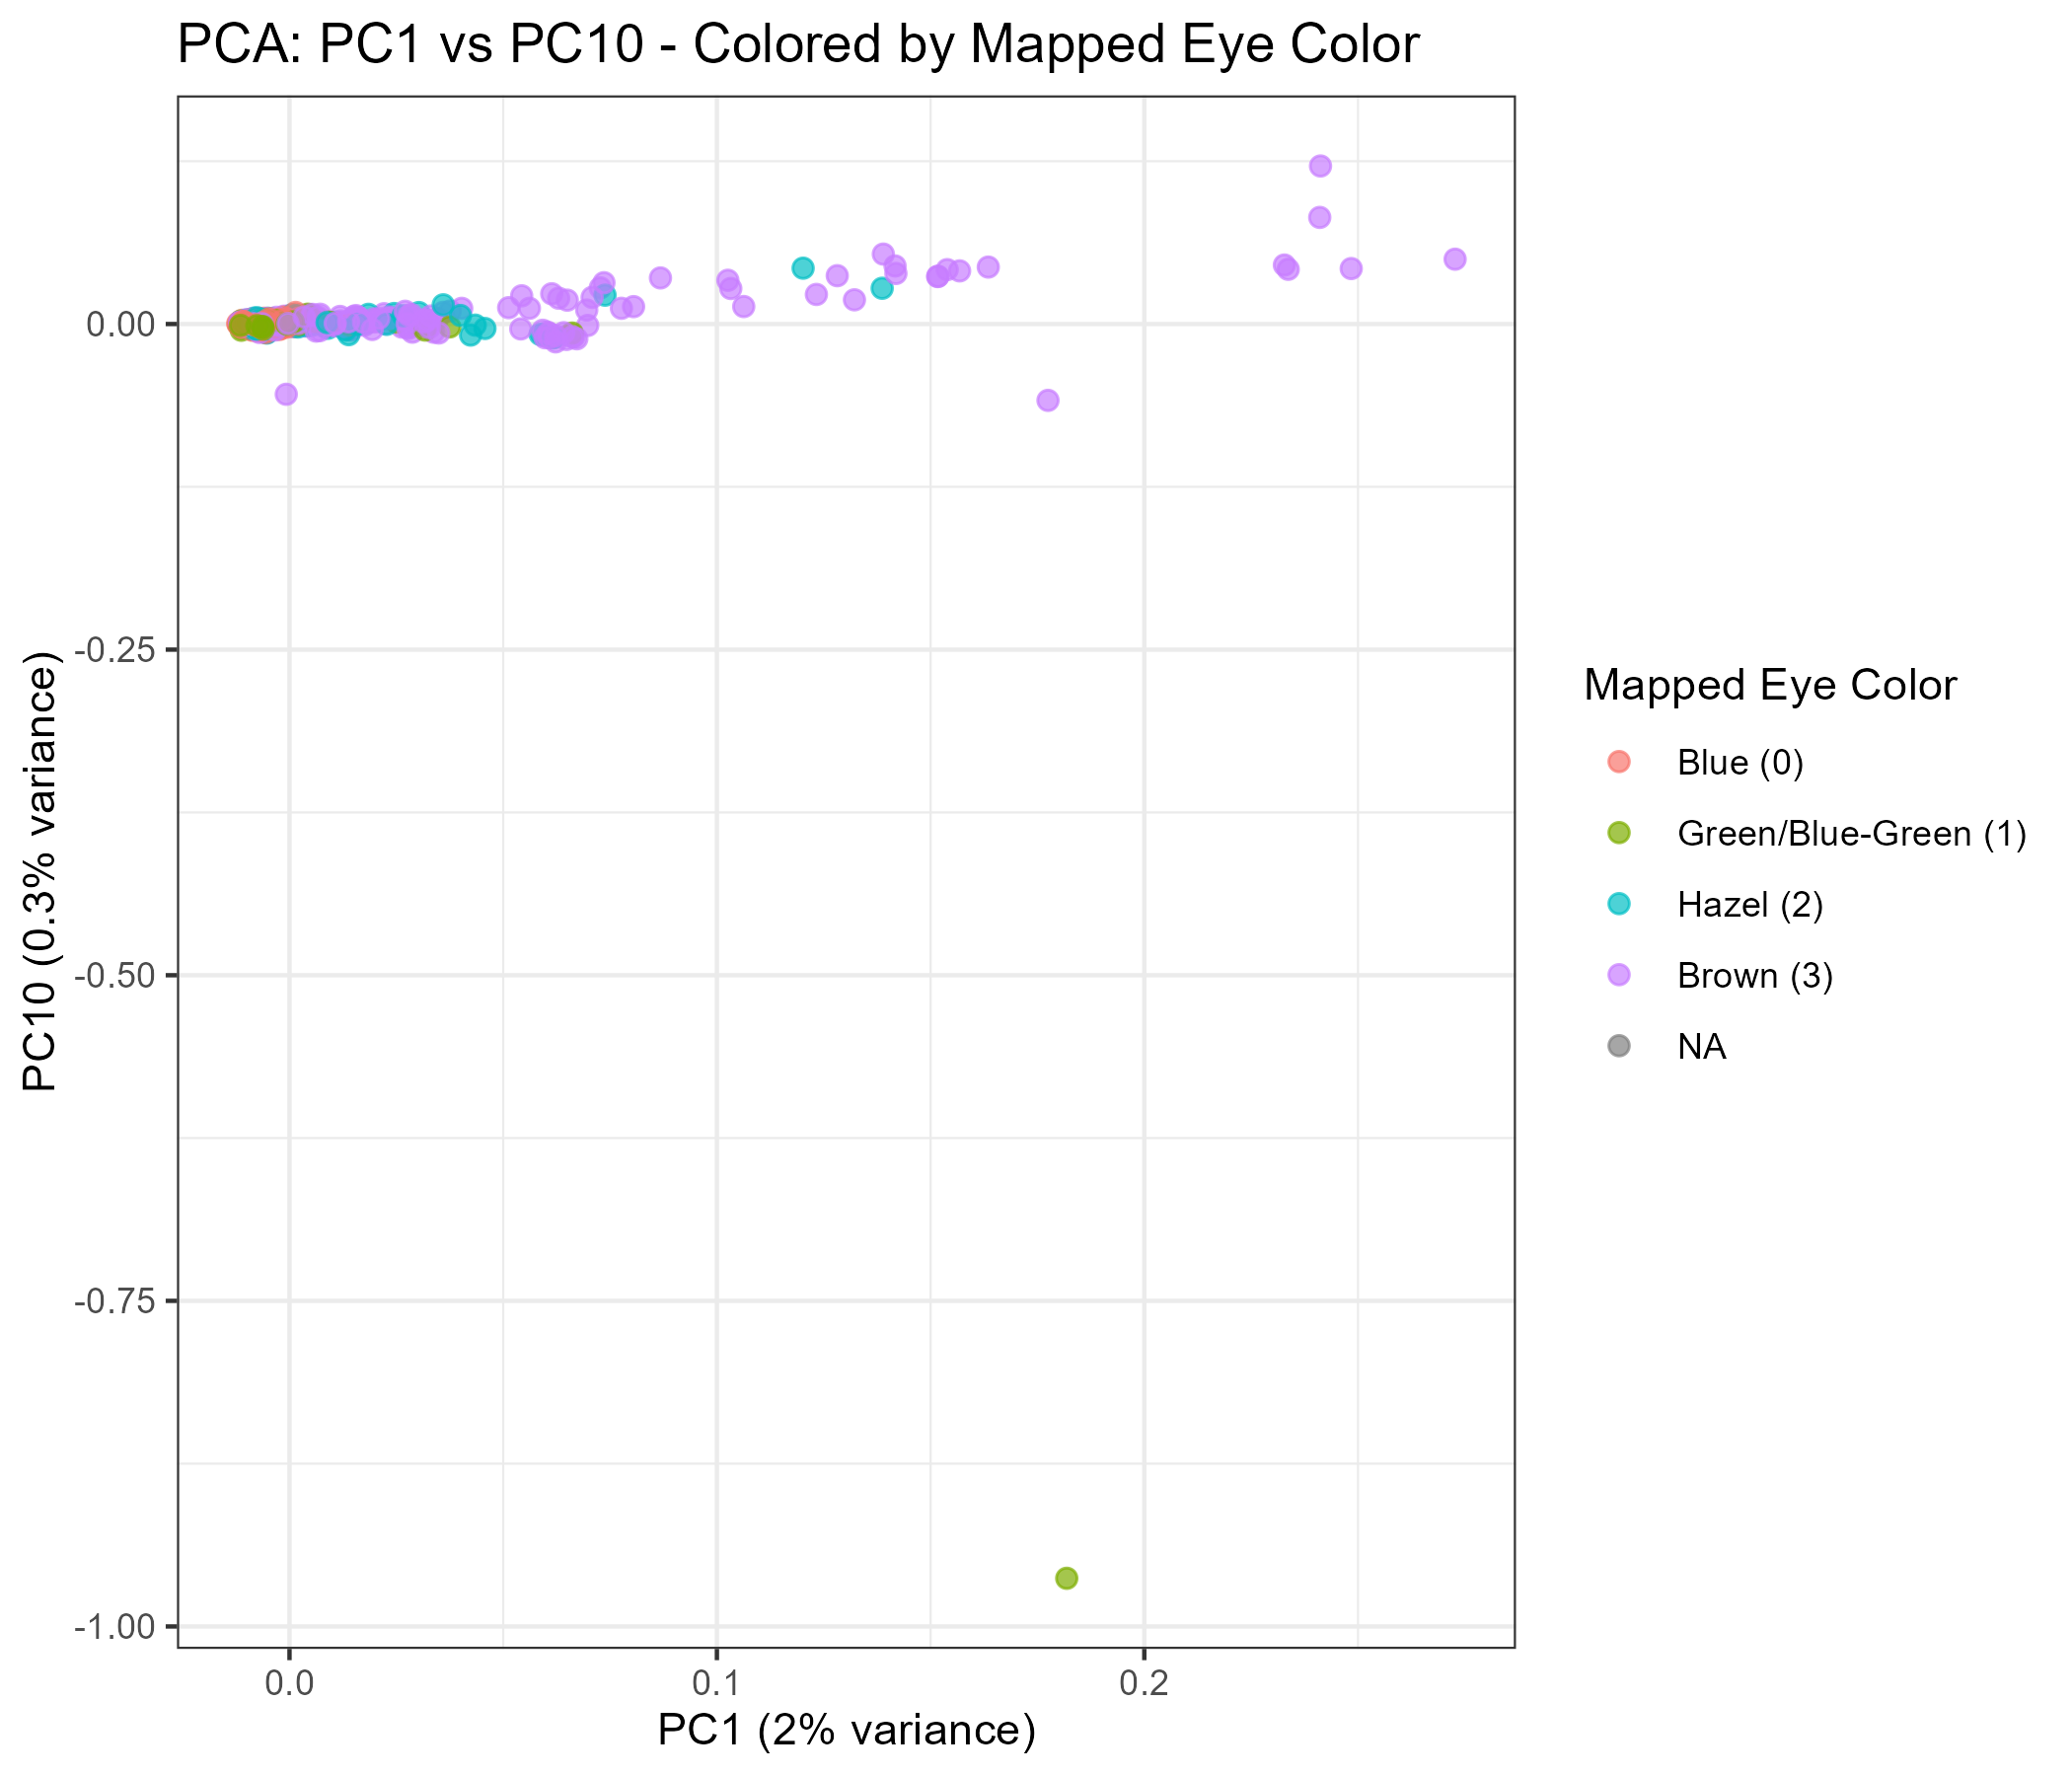 PCA: PC1 vs PC10 - Colored by Mapped Eye Color
PC10 (0.3% variance)
0.00
-0.25
-0.50
-0.75
-1.00
0.0
0.1
0.2
PC1 (2% variance)
Mapped Eye Color
Blue (0)
Green/Blue-Green (1)
Hazel (2)
Brown (3)
NA